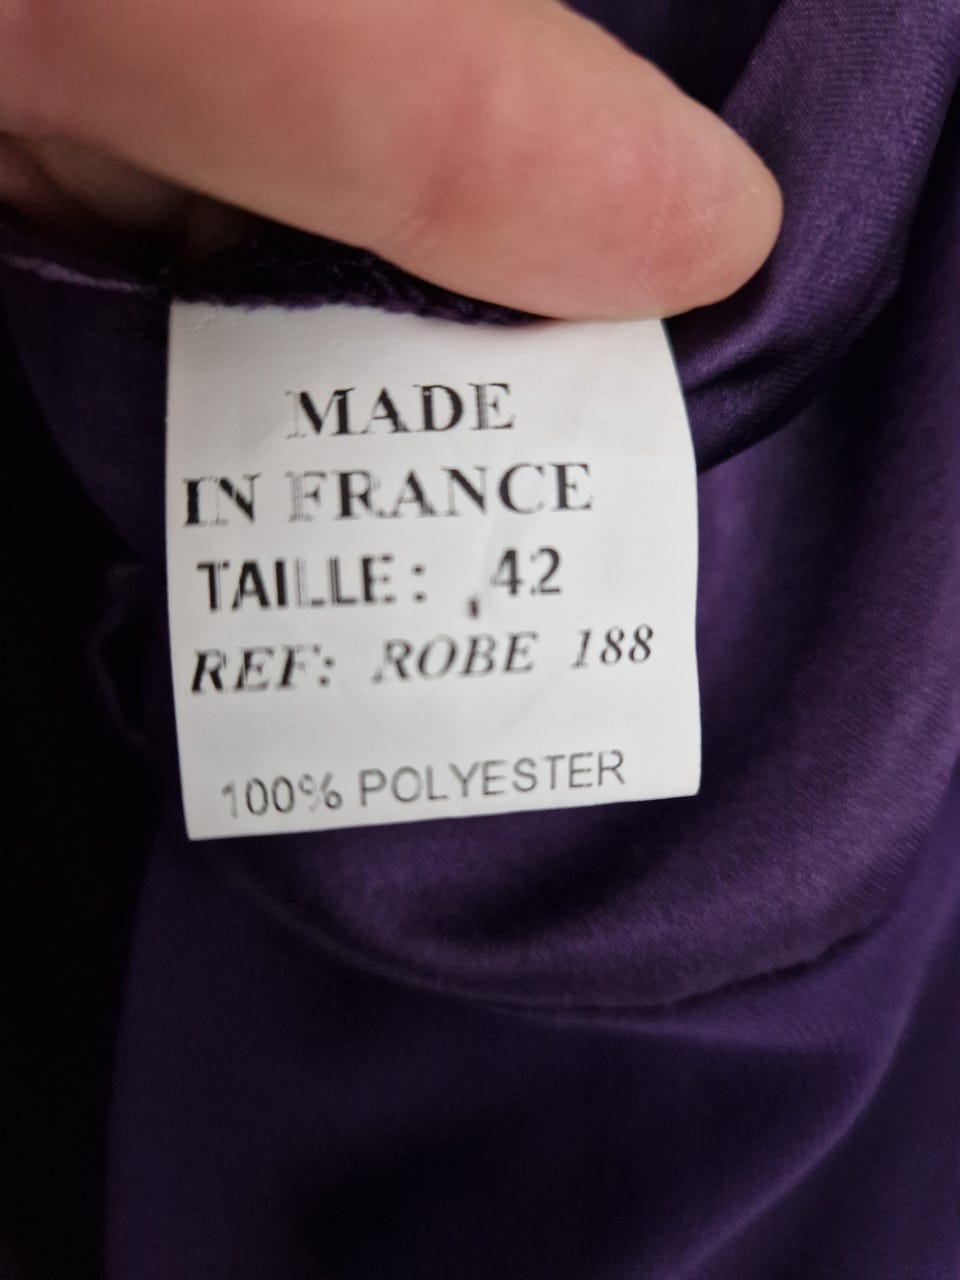 MADE
IN FRANCE
TAILLE: 42
REF: ROBE 188
100% POLYESTER